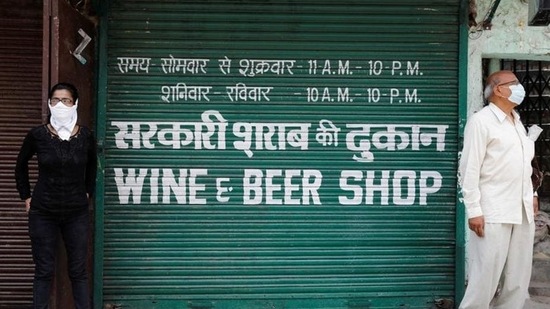 समय सोमवार से शुक्रवार - 11 A.M. - 10 - P.M.
शनिवार - रविवार - 10 A.M. - 10 P.M.
सरकारी शराब की दुकान
WINE & BEER SHOP